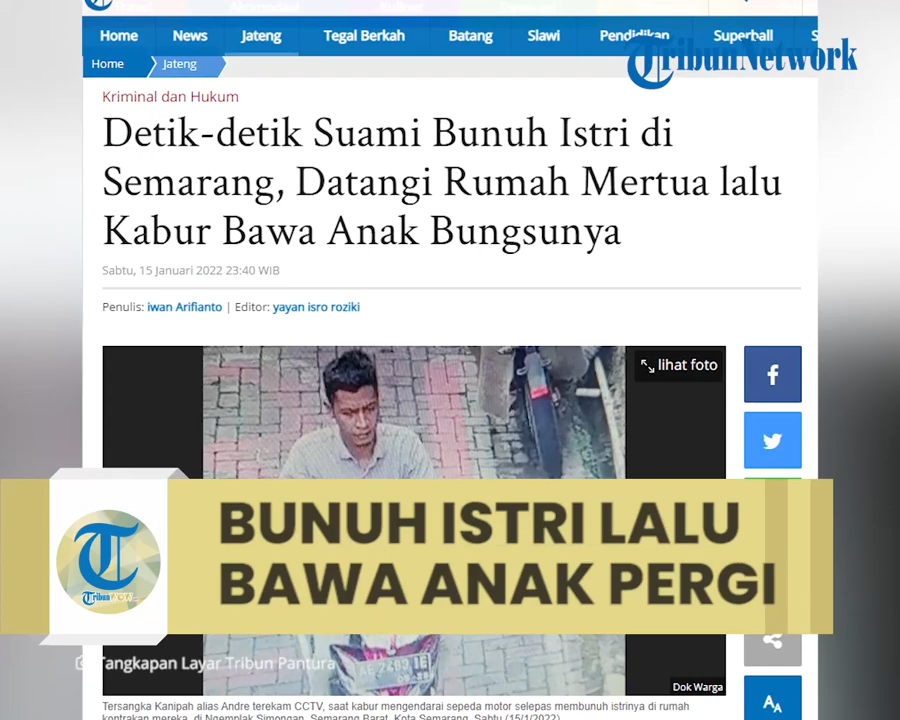 Home News Jateng Tegal Berkah Batang Slawi Pendidikan Superball
TribunNetwork
Home Jateng
Kriminal dan Hukum
Detik-detik Suami Bunuh Istri di
Semarang, Datangi Rumah Mertua lalu
Kabur Bawa Anak Bungsunya
Sabtu, 15 Januari 2022 23:40 WIB
Penulis: iwan Arifianto | Editor: yayan isro roziki
lihat foto
BUNUH ISTRI LALU
BAWA ANAK PERGI
Tangkapan Layar Tribun Pantura
Dok Warga
Tersangka Kanipah alias Andre terekam CCTV, saat kabur mengendarai sepeda motor selepas membunuh istrinya di rumah
kontrakan mereka, di Ngemplak Simongan, Semarang Barat, Kota Semarang, Sabtu (15/1/2022)